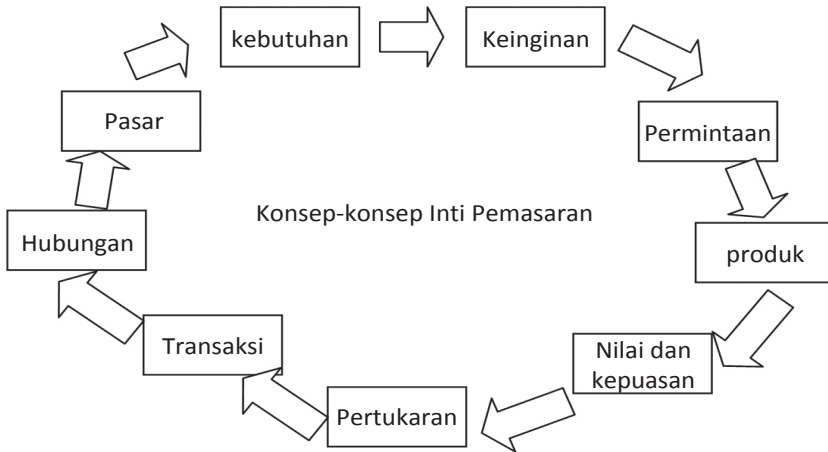 kebutuhan
Keinginan
Permintaan
produk
Nilai dan
kepuasan
Pertukaran
Transaksi
Hubungan
Pasar
Konsep-konsep Inti Pemasaran